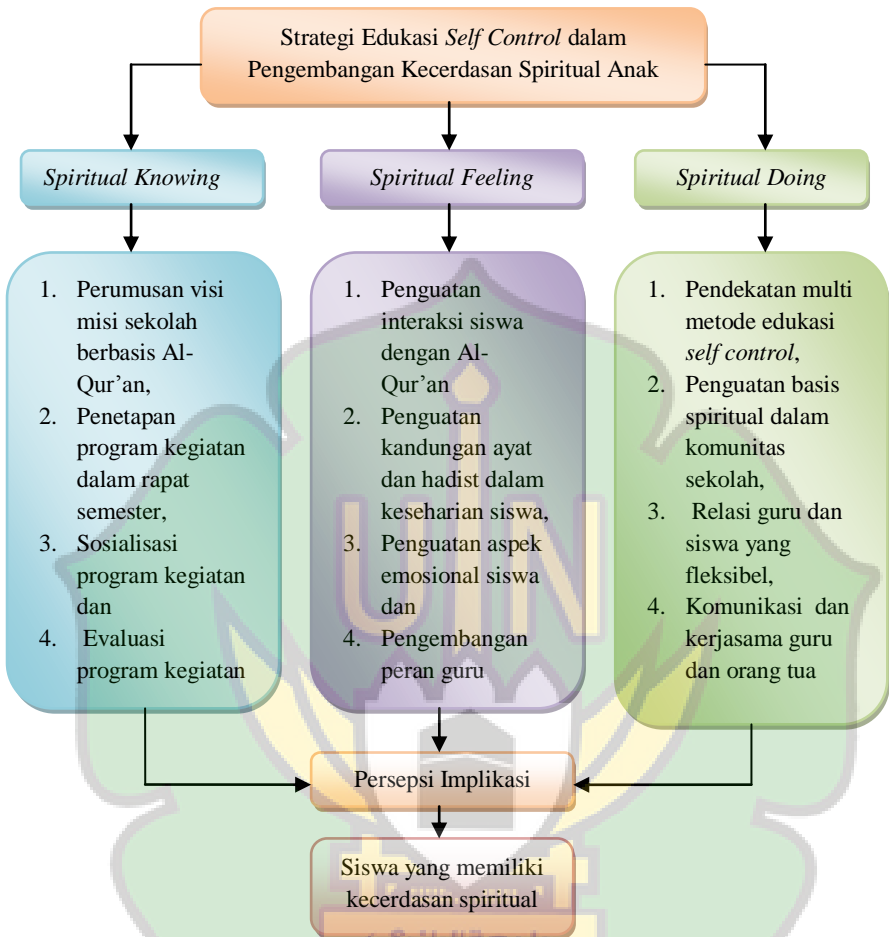 Strategi Edukasi Self Control dalam
Pengembangan Kecerdasan Spiritual Anak
Spiritual Knowing
Spiritual Feeling
Spiritual Doing
1. Perumusan visi
misi sekolah
berbasis Al-
Qur’an,
2. Penetapan
program kegiatan
dalam rapat
semester,
3. Sosialisasi
program kegiatan
dan
4. Evaluasi
program kegiatan
1. Penguatan
interaksi siswa
dengan Al-
Qur’an
2. Penguatan
kandungan ayat
dan hadist dalam
keseharian siswa,
3. Penguatan aspek
emosional siswa
dan
4. Pengembangan
peran guru
1. Pendekatan multi
metode edukasi
self control,
2. Penguatan basis
spiritual dalam
komunitas
sekolah,
3. Relasi guru dan
siswa yang
fleksibel,
4. Komunikasi dan
kerjasama guru
dan orang tua
UIN
Persepsi Implikasi
Siswa yang memiliki
kecerdasan spiritual